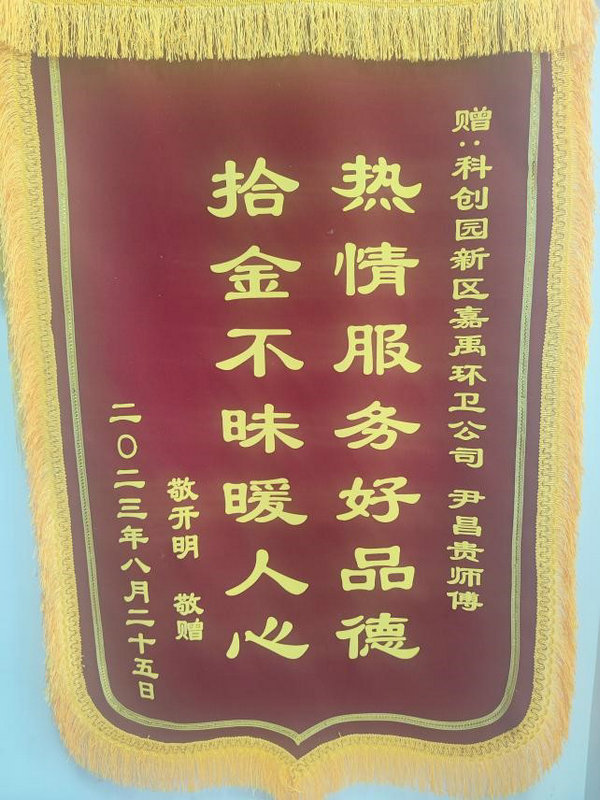 赠：科创园新区嘉禹环卫公司 尹昌贵师傅
热情服务好品德
拾金不昧暖人心
敬开明 敬赠
二〇二三年八月二十五日